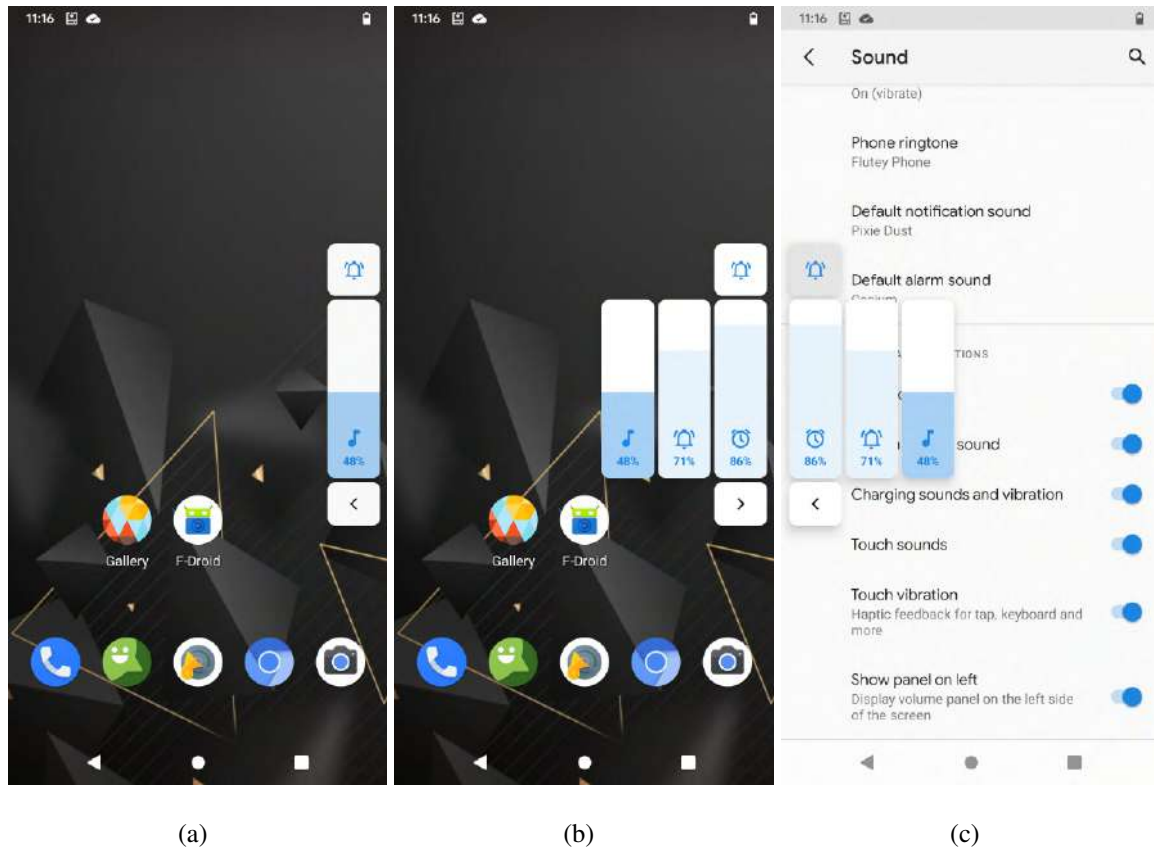 11:16
48%
Gallery F-Droid
(a)
11:16
48% 71% 86%
Gallery F-Droid
(b)
11:16
Sound
On (vibrate)
Phone ringtone
Flutey Phone
Default notification sound
Pixie Dust
Default alarm sound
TIONS
sound
86% 71% 48%
Charging sounds and vibration
Touch sounds
Touch vibration
Haptic feedback for tap, keyboard and
more
Show panel on left
Display volume panel on the left side
of the screen
(c)